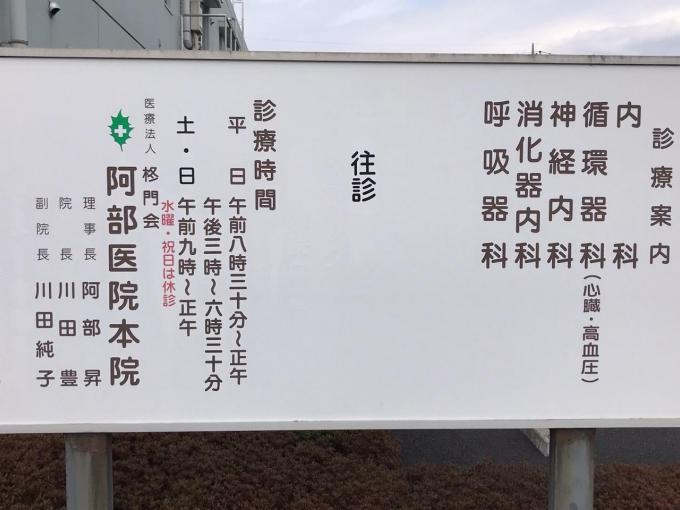 診療案内
内科
循環器科(心臓・高血圧)
神経内科
消化器内科
呼吸器科
往診
診療時間
平日 午前八時三十分～正午
午後三時～六時三十分
土・日 午前九時～正午
水曜・祝日は休診
医療法人 柊門会
阿部医院本院
理事長 阿部 昇
院長 川田 豊
副院長 川田純子